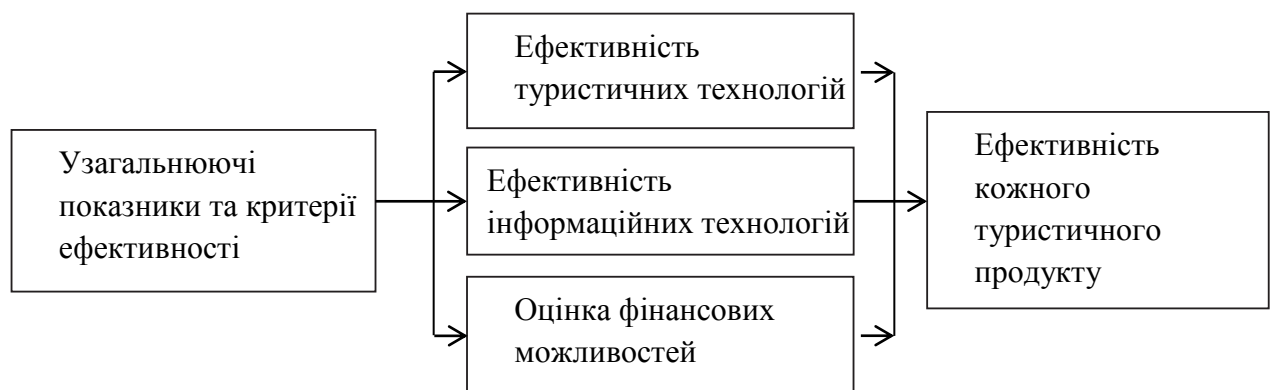 Узагальнюючі
показники та критерії
ефективності
Ефективність
туристичних технологій
Ефективність
інформаційних технологій
Оцінка фінансових
можливостей
Ефективність
кожного
туристичного
продукту